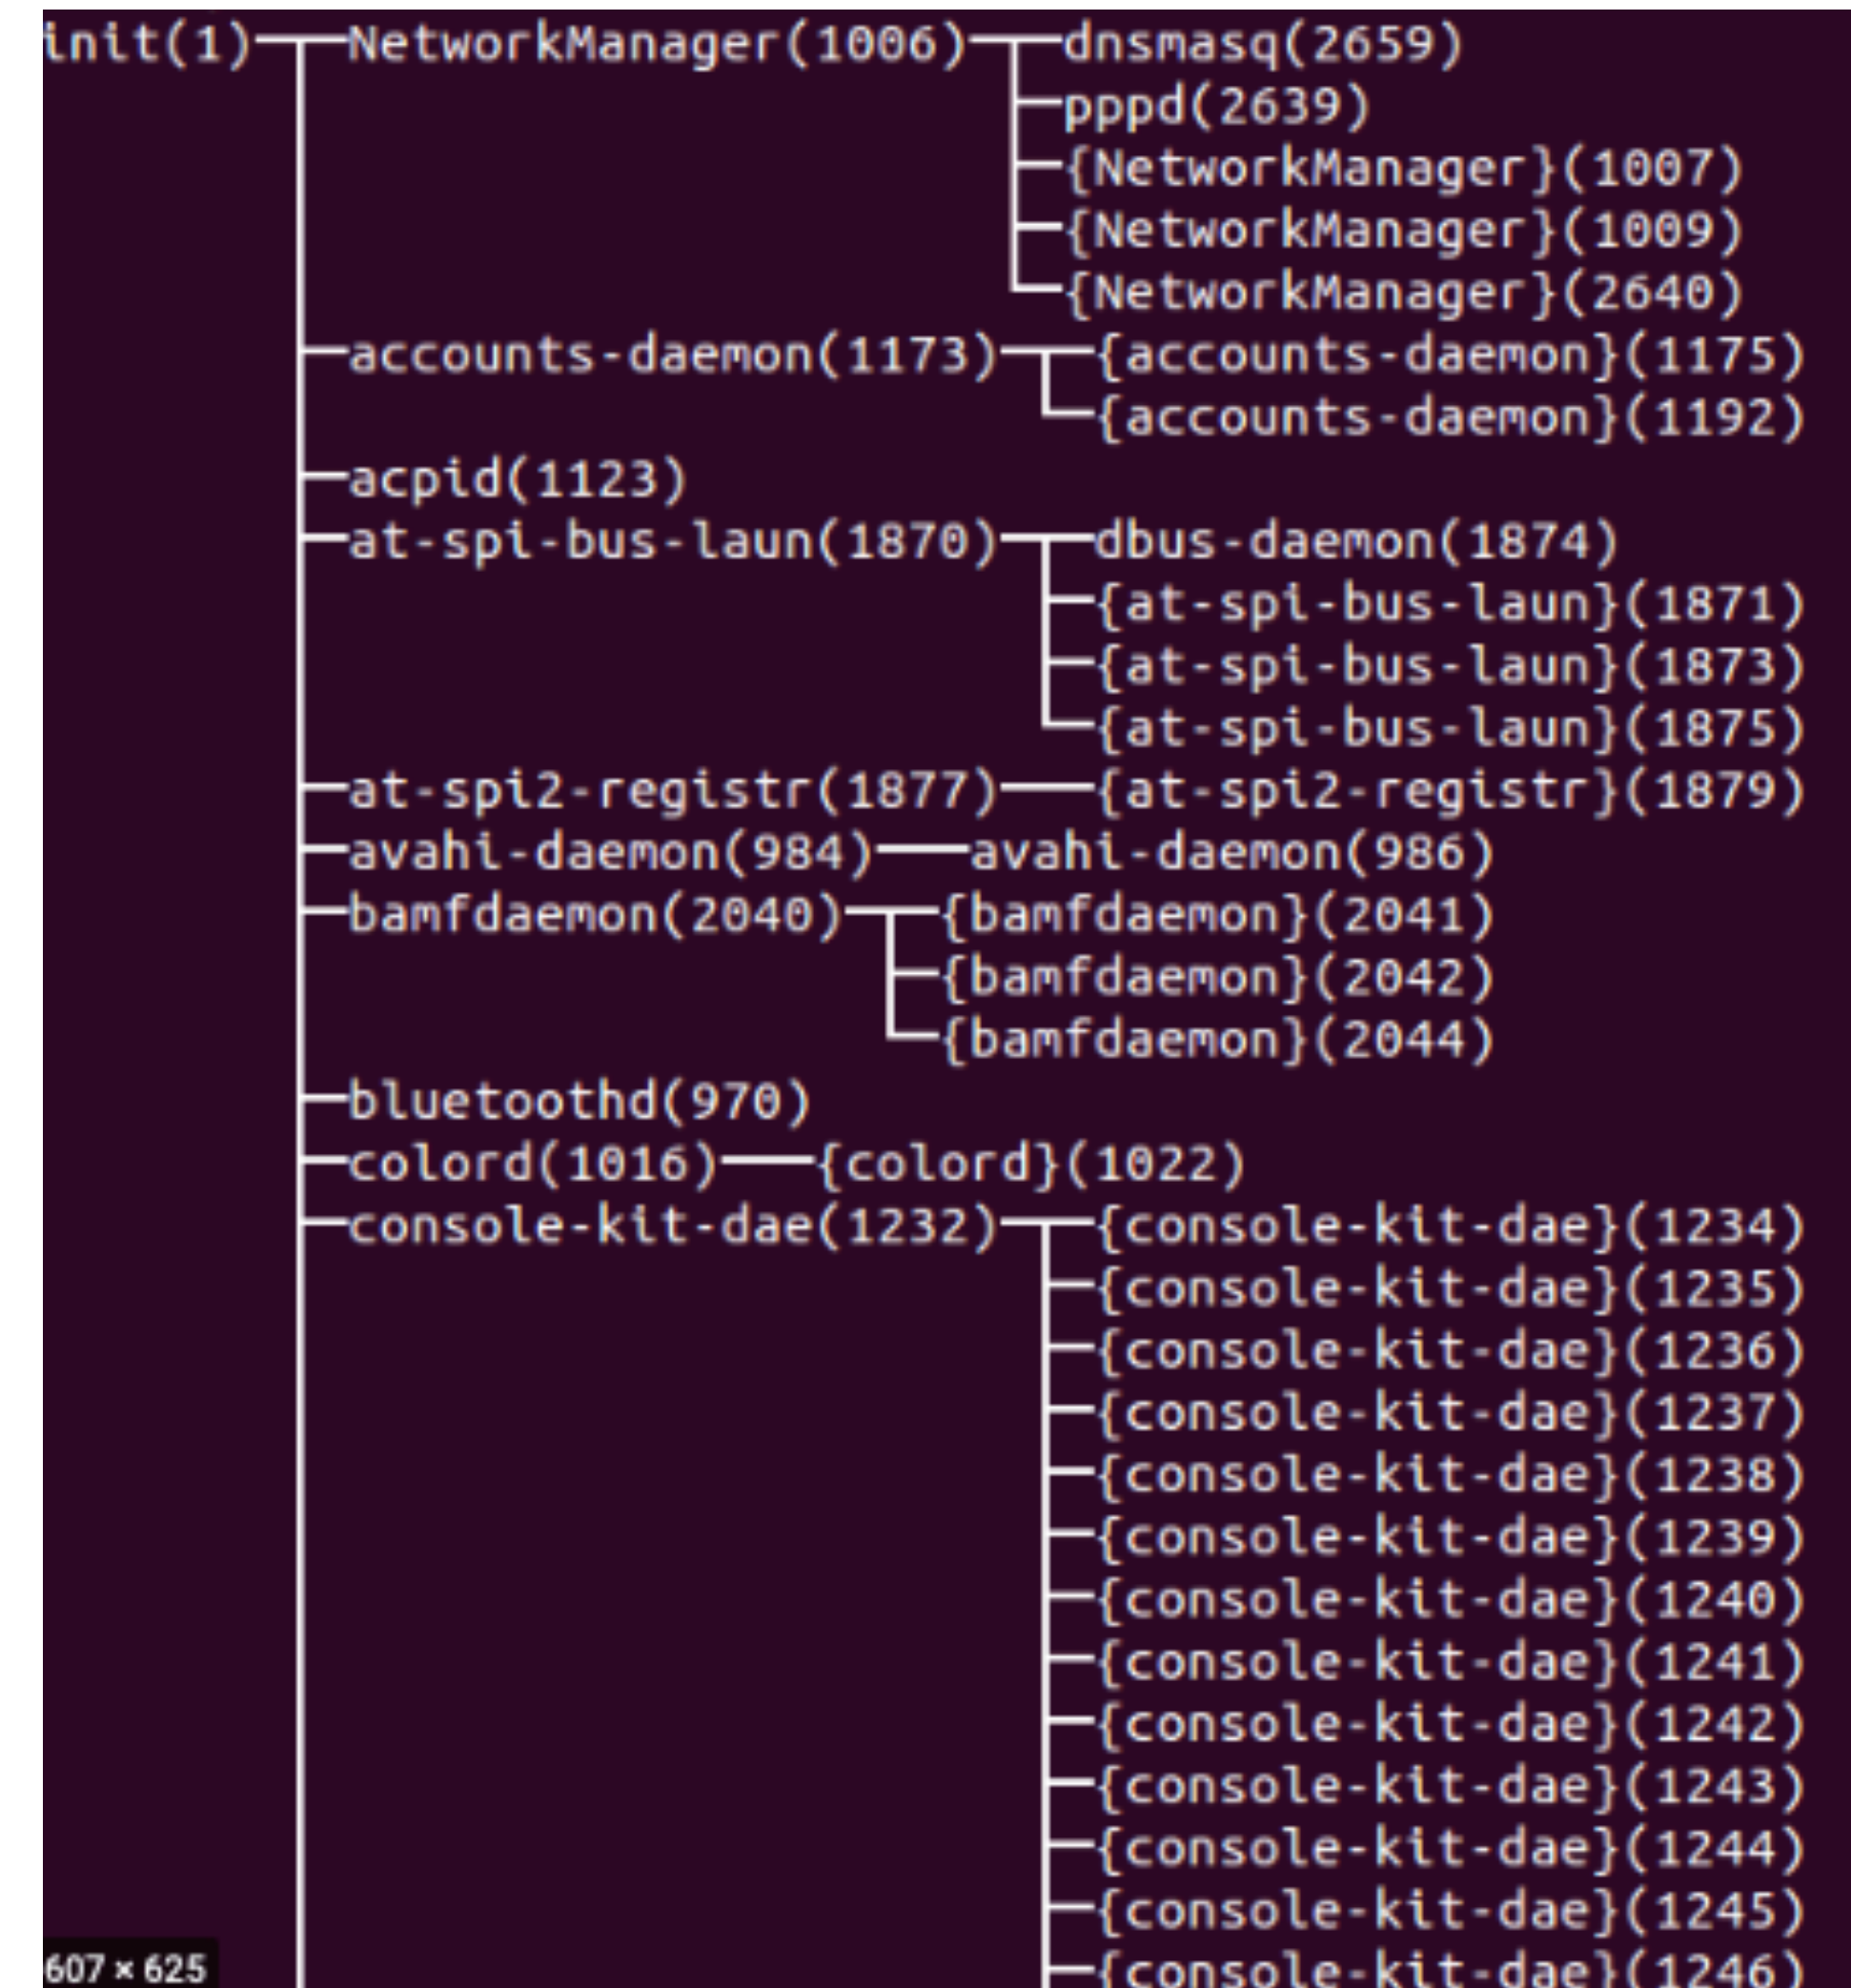 init(1)─┬─NetworkManager(1006)─┬─dnsmasq(2659)
├─pppd(2639)
├─{NetworkManager}(1007)
├─{NetworkManager}(1009)
└─{NetworkManager}(2640)
├─accounts-daemon(1173)─┬─{accounts-daemon}(1175)
└─{accounts-daemon}(1192)
├─acpid(1123)
├─at-spi-bus-laun(1870)─┬─dbus-daemon(1874)
├─{at-spi-bus-laun}(1871)
├─{at-spi-bus-laun}(1873)
└─{at-spi-bus-laun}(1875)
├─at-spi2-registr(1877)───{at-spi2-registr}(1879)
├─avahi-daemon(984)───avahi-daemon(986)
├─bamfdaemon(2040)─┬─{bamfdaemon}(2041)
├─{bamfdaemon}(2042)
└─{bamfdaemon}(2044)
├─bluetoothd(970)
├─colord(1016)───{colord}(1022)
├─console-kit-dae(1232)─┬─{console-kit-dae}(1234)
├─{console-kit-dae}(1235)
├─{console-kit-dae}(1236)
├─{console-kit-dae}(1237)
├─{console-kit-dae}(1238)
├─{console-kit-dae}(1239)
├─{console-kit-dae}(1240)
├─{console-kit-dae}(1241)
├─{console-kit-dae}(1242)
├─{console-kit-dae}(1243)
├─{console-kit-dae}(1244)
├─{console-kit-dae}(1245)
├─{console-kit-dae}(1246)
607 × 625